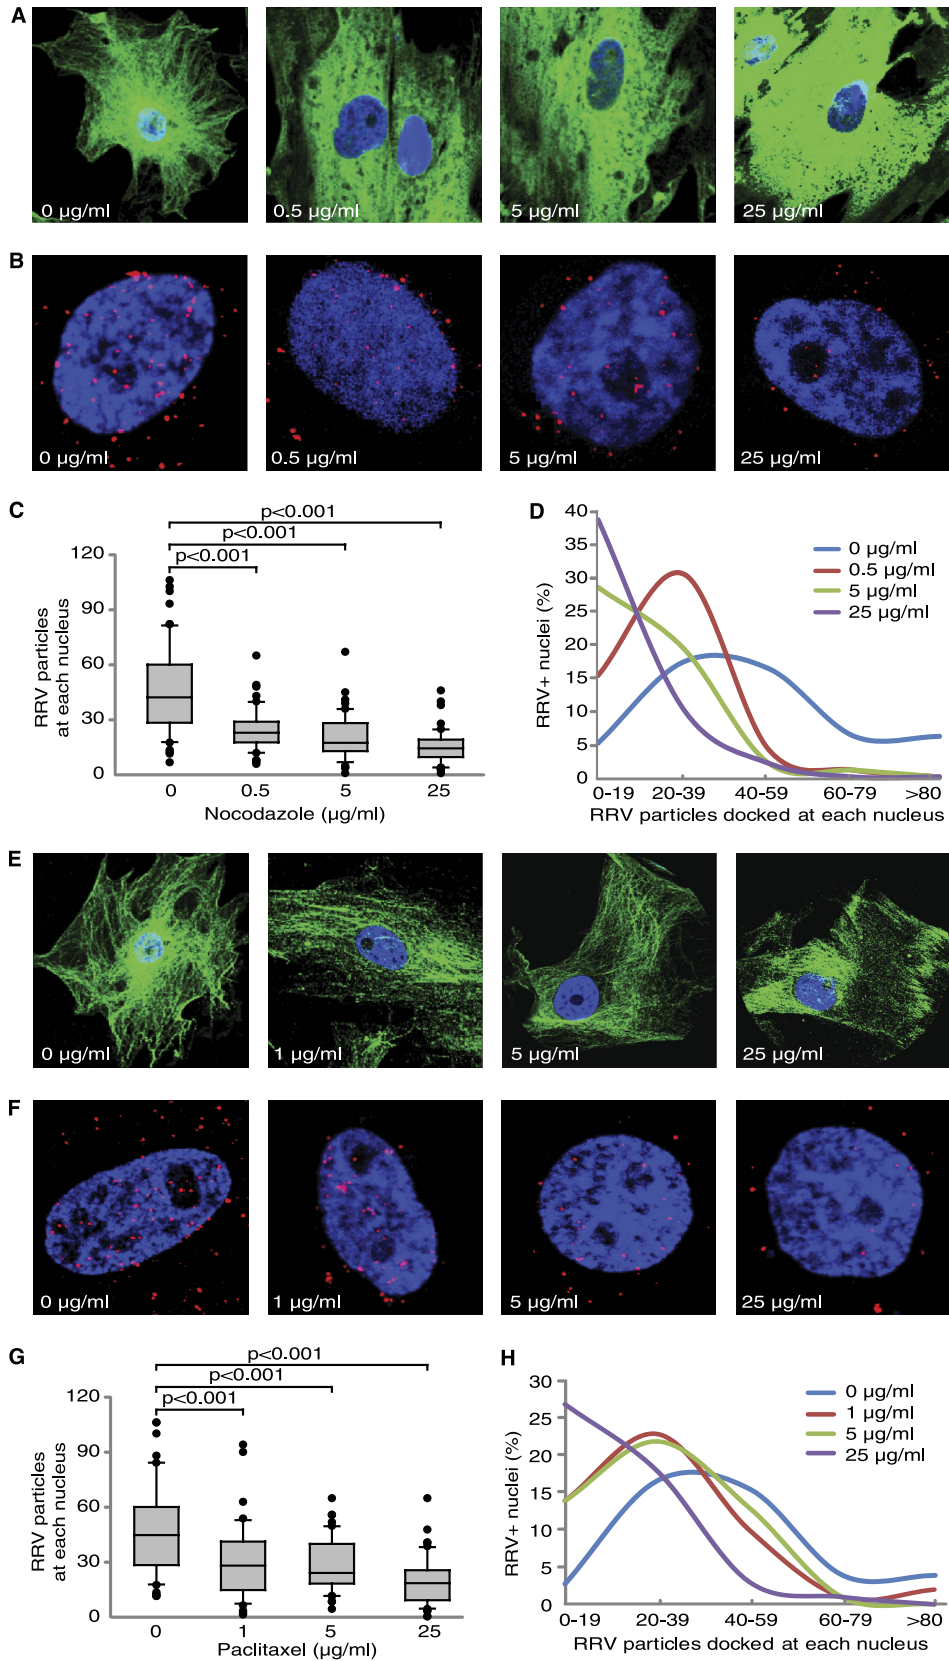 A
0 µg/ml
0.5 µg/ml
5 µg/ml
25 µg/ml
B
0 µg/ml
0.5 µg/ml
5 µg/ml
25 µg/ml
C
p<0.001
p<0.001
p<0.001
120
90
60
30
0
RRV particles
at each nucleus
0 0.5 5 25
Nocodazole (µg/ml)
D
40
35
30
25
20
15
10
5
0
RRV+ nuclei (%)
0 µg/ml
0.5 µg/ml
5 µg/ml
25 µg/ml
0-19 20-39 40-59 60-79 >80
RRV particles docked at each nucleus
E
0 µg/ml
1 µg/ml
5 µg/ml
25 µg/ml
F
0 µg/ml
1 µg/ml
5 µg/ml
25 µg/ml
G
p<0.001
p<0.001
p<0.001
120
90
60
30
0
RRV particles
at each nucleus
0 1 5 25
Paclitaxel (µg/ml)
H
30
25
20
15
10
5
0
RRV+ nuclei (%)
0 µg/ml
1 µg/ml
5 µg/ml
25 µg/ml
0-19 20-39 40-59 60-79 >80
RRV particles docked at each nucleus